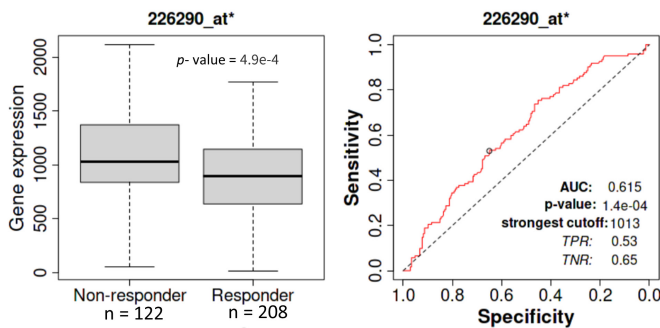 226290_at*
p- value = 4.9e-4
Gene expression
2000
1500
1000
500
0
Non-responder
Responder
n = 122
n = 208
226290_at*
Sensitivity
1.0
0.8
0.6
0.4
0.2
0.0
AUC: 0.615
p-value: 1.4e-04
strongest cutoff: 1013
TPR: 0.53
TNR: 0.65
1.0 0.8 0.6 0.4 0.2 0.0
Specificity